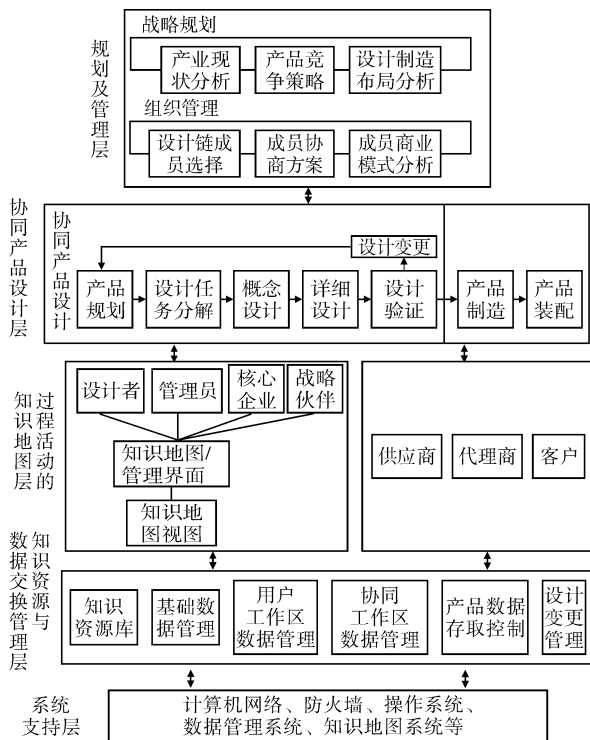 规划及管理层
战略规划
产业现
状分析
产品竞
争策略
设计制造
布局分析
组织管理
设计链成
员选择
成员协
商方案
成员商业
模式分析
协同产品设计层
协同产品设计
设计变更
产品
规划
设计任
务分解
概念
设计
详细
设计
设计
验证
产品
制造
产品
装配
过程活动的
知识地图层
设计者
管理员
核心
企业
战略
伙伴
知识地图/
管理界面
知识地
图视图
供应商
代理商
客户
知识资源与
数据交换管理层
知识
资源库
基础数
据管理
用户
工作区
数据管理
协同
工作区
数据管理
产品数据
存取控制
设计
变更
管理
系统
支持层
计算机网络、防火墙、操作系统、
数据管理系统、知识地图系统等